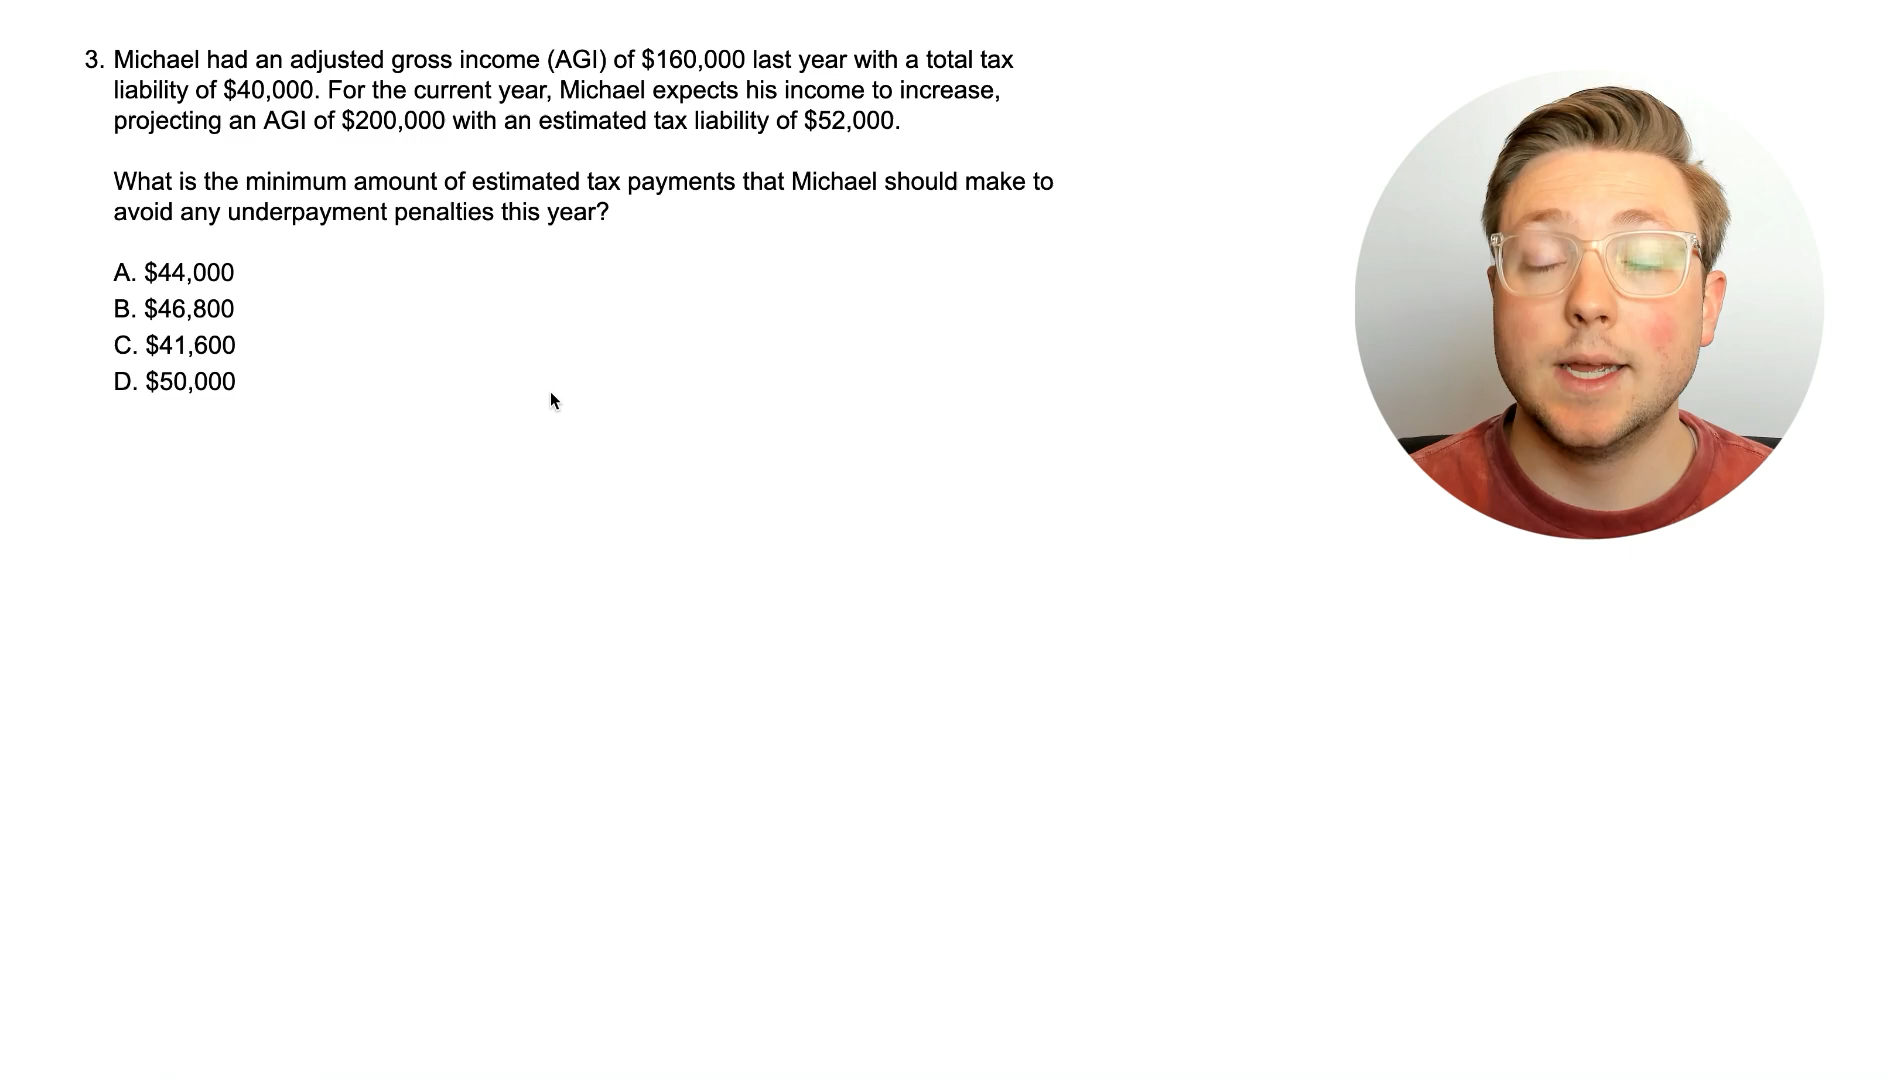 3. Michael had an adjusted gross income (AGI) of $160,000 last year with a total tax
liability of $40,000. For the current year, Michael expects his income to increase,
projecting an AGI of $200,000 with an estimated tax liability of $52,000.
What is the minimum amount of estimated tax payments that Michael should make to
avoid any underpayment penalties this year?
A. $44,000
B. $46,800
C. $41,600
D. $50,000